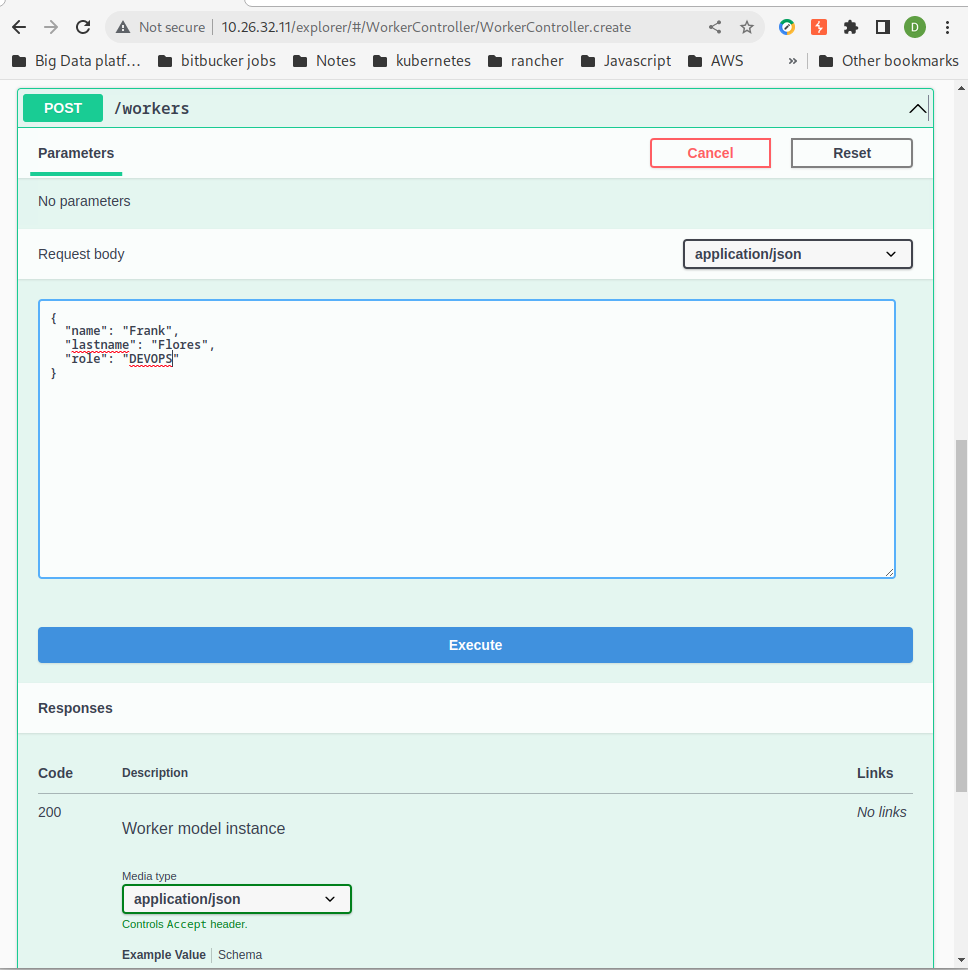 Not secure 10.26.32.11/explorer/#/WorkerController/WorkerController.create D
Big Data platf... bitbucker jobs Notes kubernetes rancher Javascript AWS » Other bookmarks
POST /workers
Parameters Cancel Reset
No parameters
Request body application/json
{
"name": "Frank",
"lastname": "Flores",
"role": "DEVOPS"
}
Execute
Responses
Code Description Links
200 Worker model instance No links
Media type
application/json
Controls Accept header.
Example Value Schema